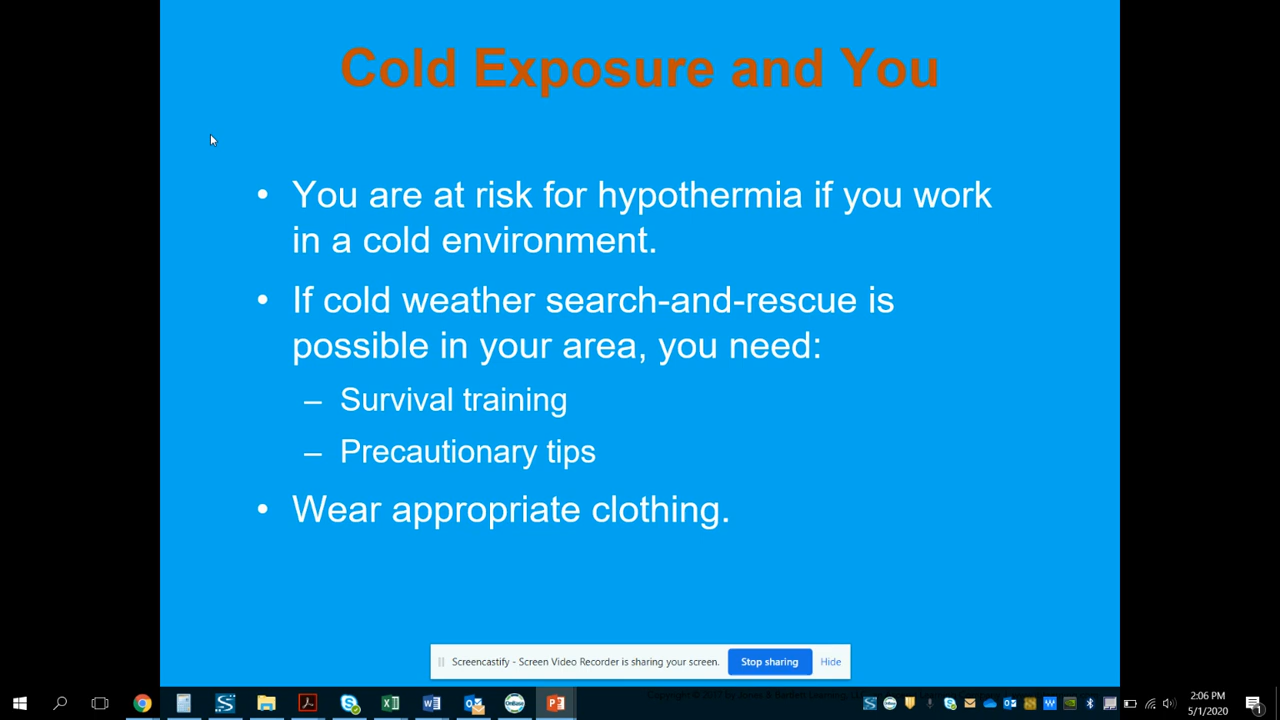 Cold Exposure and You
• You are at risk for hypothermia if you work
in a cold environment.
• If cold weather search-and-rescue is
possible in your area, you need:
– Survival training
– Precautionary tips
• Wear appropriate clothing.
Screencastify - Screen Video Recorder is sharing your screen.
Stop sharing
Hide
2:06 PM
5/1/2020